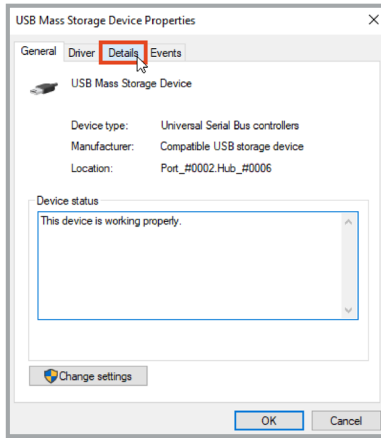 USB Mass Storage Device Properties
General Driver Details Events
USB Mass Storage Device
Device type: Universal Serial Bus controllers
Manufacturer: Compatible USB storage device
Location: Port_#0002.Hub_#0006
Device status
This device is working properly.
Change settings
OK Cancel